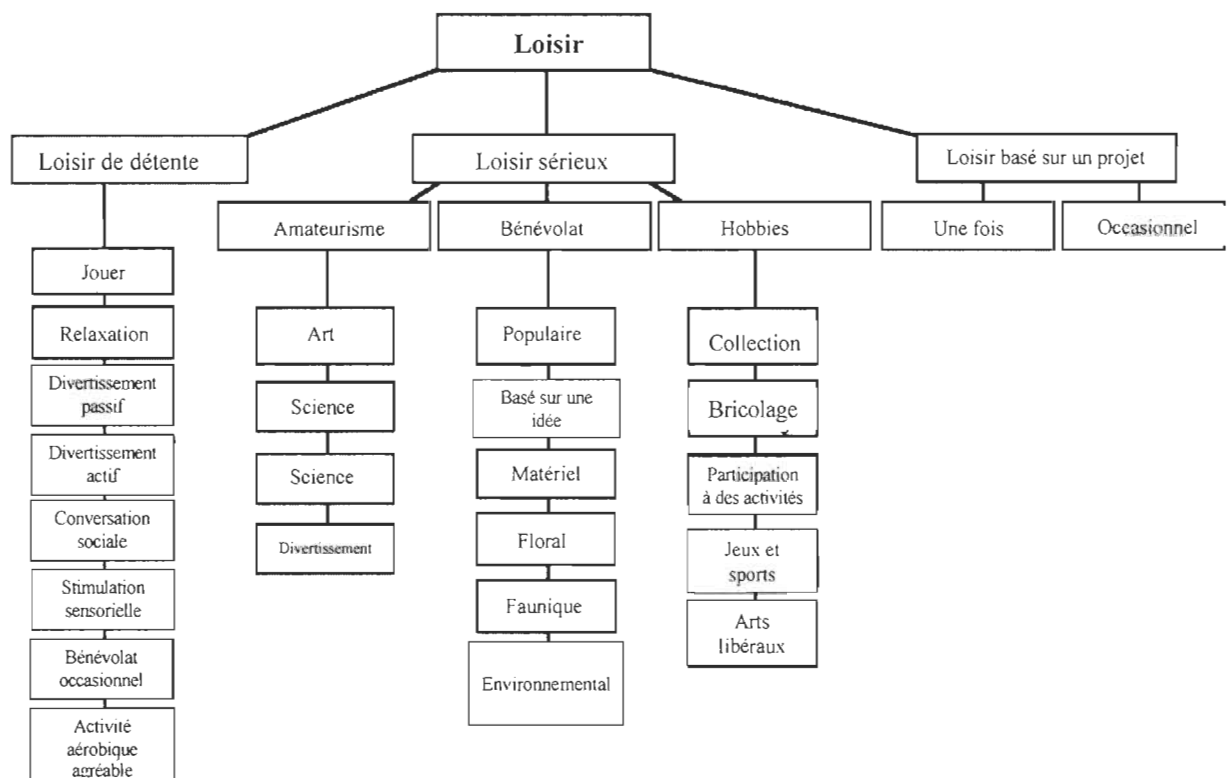 Loisir
Loisir de détente
Loisir sérieux
Loisir basé sur un projet
Amateurisme
Bénévolat
Hobbies
Une fois
Occasionnel
Jouer
Relaxation
Divertissement
passif
Divertissement
actif
Conversation
sociale
Stimulation
sensorielle
Bénévolat
occasionnel
Activité
aérobique
agréable
Art
Science
Science
Divertissement
Populaire
Basé sur une
idée
Matériel
Floral
Faunique
Environnemental
Collection
Bricolage
Participation
à des activités
Jeux et
sports
Arts
libéraux